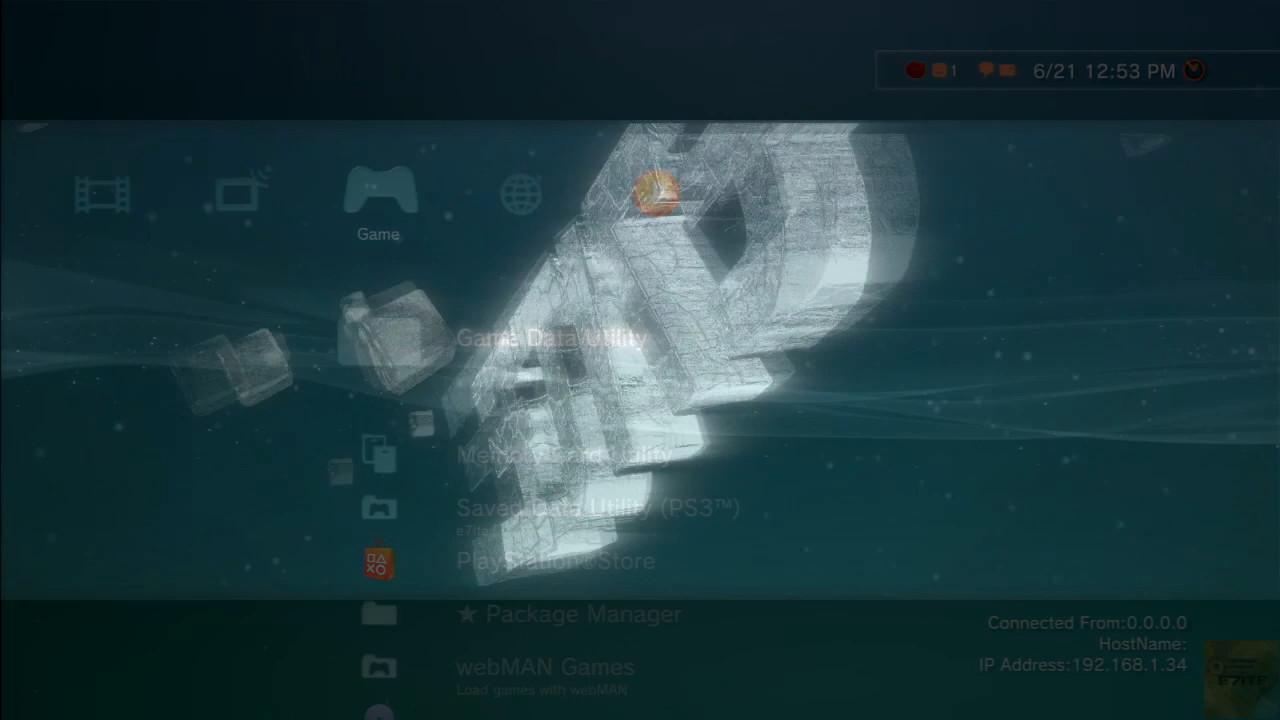 1 6/21 12:53 PM
Game
Game Data Utility
Memory Card Utility
Saved Data Utility (PS3™)
e7ite
PlayStation®Store
★ Package Manager
Connected From:0.0.0.0
HostName:
IP Address:192.168.1.34
webMAN Games
Load games with webMAN
E7ITE